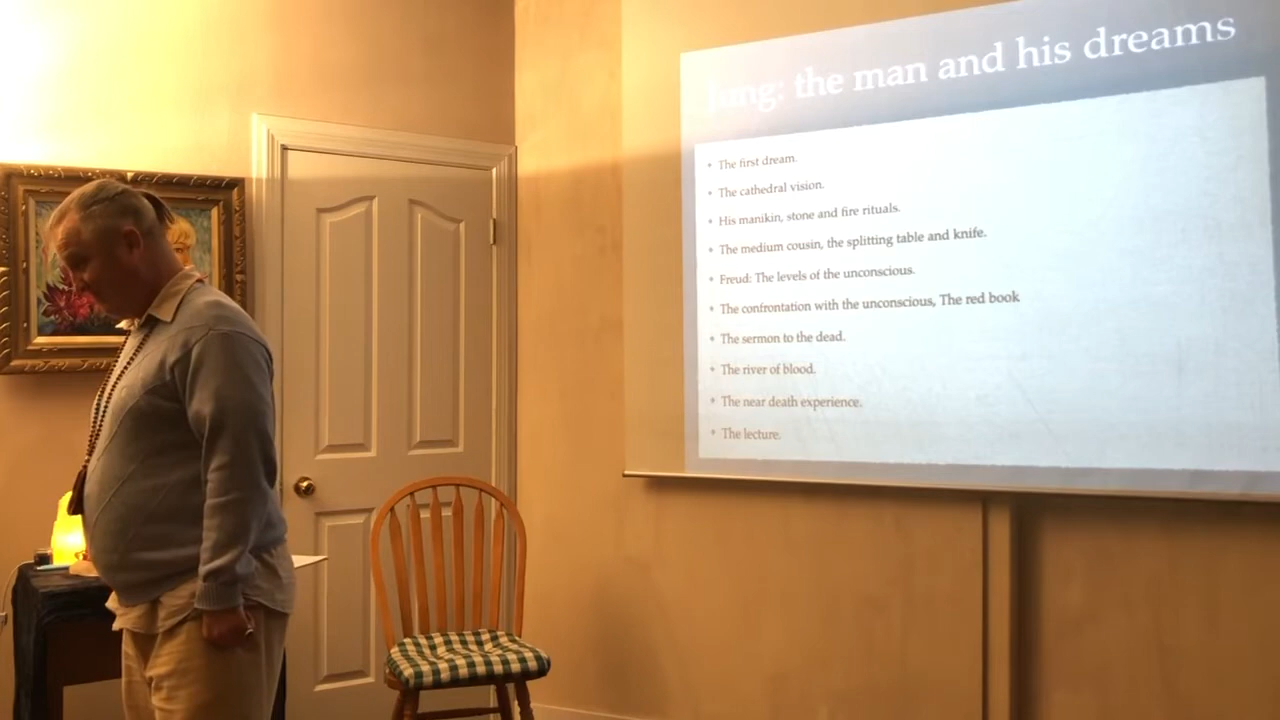 Jung: the man and his dreams
• The first dream.
• The cathedral vision.
• His manikin, stone and fire rituals.
• The medium cousin, the splitting table and knife.
• Freud: The levels of the unconscious.
• The confrontation with the unconscious, The red book
• The sermon to the dead.
• The river of blood.
• The near death experience.
• The lecture.